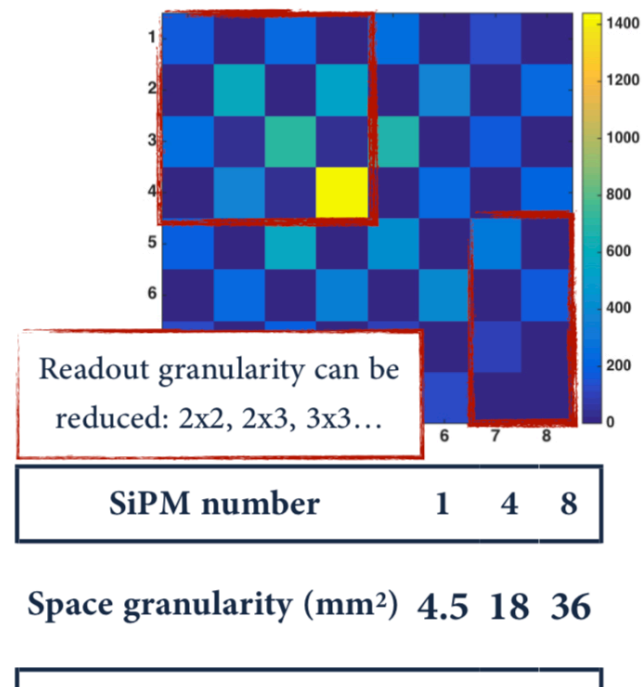 1
2
3
4
5
6
1400
1200
1000
800
600
400
200
0
6 7 8
Readout granularity can be
reduced: 2x2, 2x3, 3x3…
SiPM number 1 4 8
Space granularity (mm²) 4.5 18 36